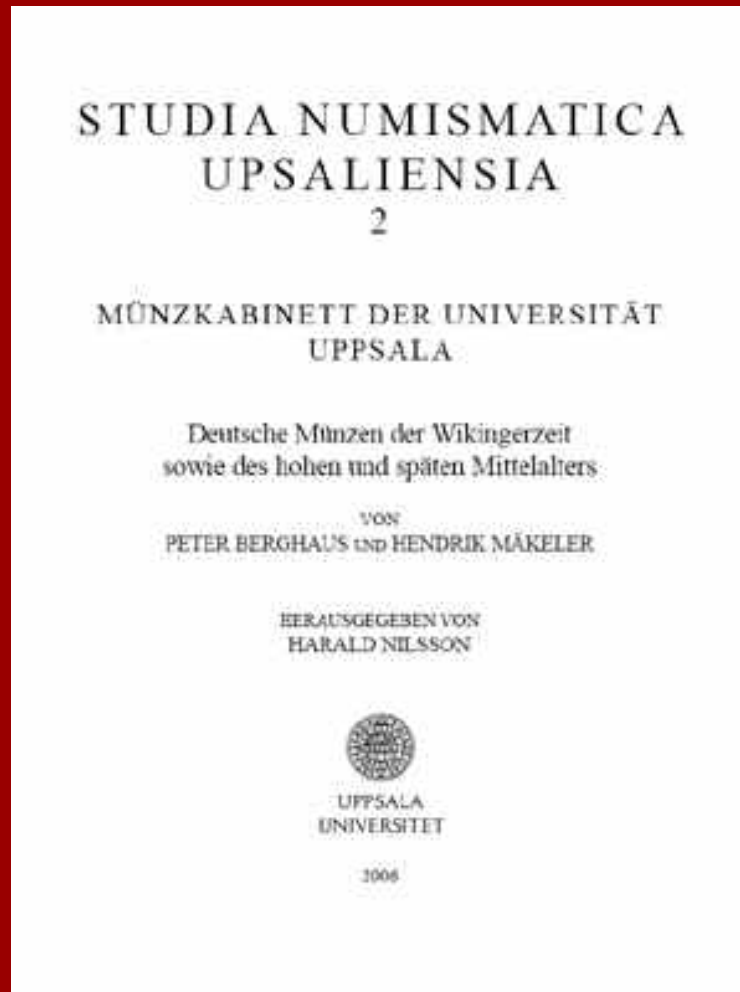 STUDIA NUMISMATICA
UPSALIENSIA
2
MÜNZKABINETT DER UNIVERSITÄT
UPPSALA
Deutsche Münzen der Wikingerzeit
sowie des hohen und späten Mittelalters
VON
PETER BERGHAUS UND HENDRIK MÄKELER
HERAUSGEGEBEN VON
HARALD NILSSON
UPPSALA
UNIVERSITET
2006